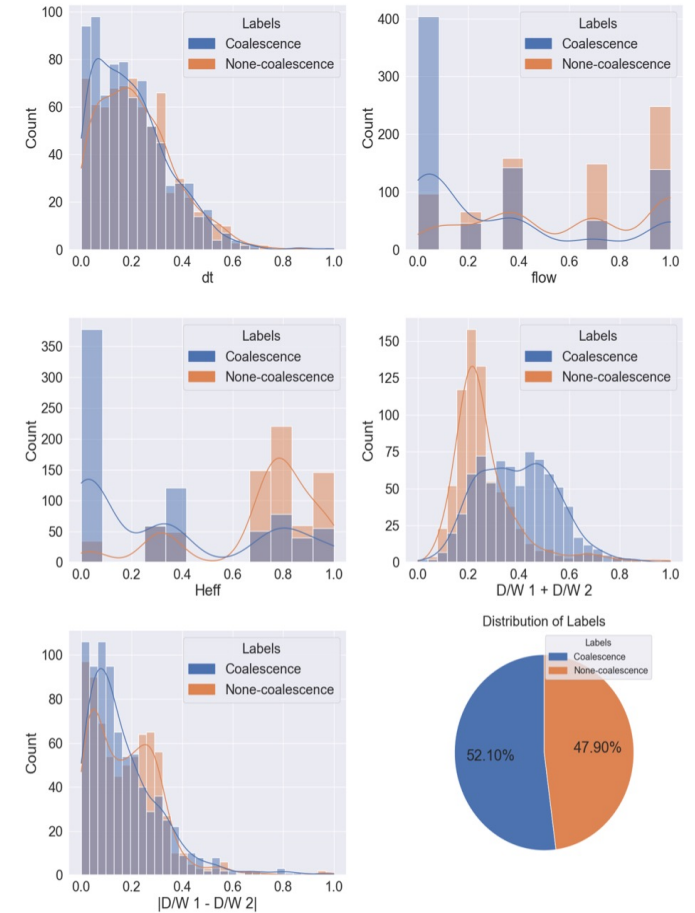 Labels
Coalescence
None-coalescence
Count
100
80
60
40
20
0
0.0 0.2 0.4 0.6 0.8 1.0
dt
Labels
Coalescence
None-coalescence
Count
400
300
200
100
0
0.0 0.2 0.4 0.6 0.8 1.0
flow
Labels
Coalescence
None-coalescence
Count
350
300
250
200
150
100
50
0
0.0 0.2 0.4 0.6 0.8 1.0
Heff
Labels
Coalescence
None-coalescence
Count
150
125
100
75
50
25
0
0.0 0.2 0.4 0.6 0.8 1.0
D/W 1 + D/W 2
Labels
Coalescence
None-coalescence
Count
100
80
60
40
20
0
0.0 0.2 0.4 0.6 0.8 1.0
|D/W 1 - D/W 2|
Distribution of Labels
Labels
Coalescence
None-coalescence
52.10%
47.90%